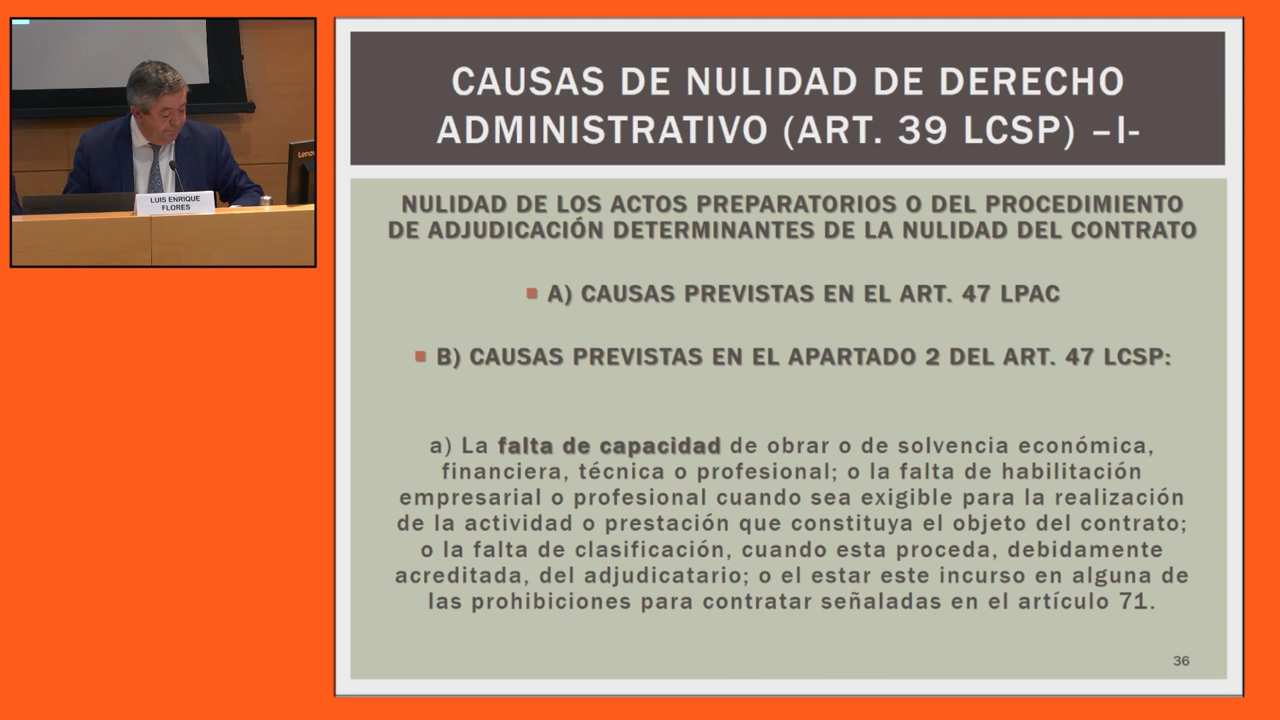 Lenovo
LUIS ENRIQUE
FLORES
CAUSAS DE NULIDAD DE DERECHO
ADMINISTRATIVO (ART. 39 LCSP) –I-
NULIDAD DE LOS ACTOS PREPARATORIOS O DEL PROCEDIMIENTO
DE ADJUDICACIÓN DETERMINANTES DE LA NULIDAD DEL CONTRATO
A) CAUSAS PREVISTAS EN EL ART. 47 LPAC
B) CAUSAS PREVISTAS EN EL APARTADO 2 DEL ART. 47 LCSP:
a) La falta de capacidad de obrar o de solvencia económica,
financiera, técnica o profesional; o la falta de habilitación
empresarial o profesional cuando sea exigible para la realización
de la actividad o prestación que constituya el objeto del contrato;
o la falta de clasificación, cuando esta proceda, debidamente
acreditada, del adjudicatario; o el estar este incurso en alguna de
las prohibiciones para contratar señaladas en el artículo 71.
36